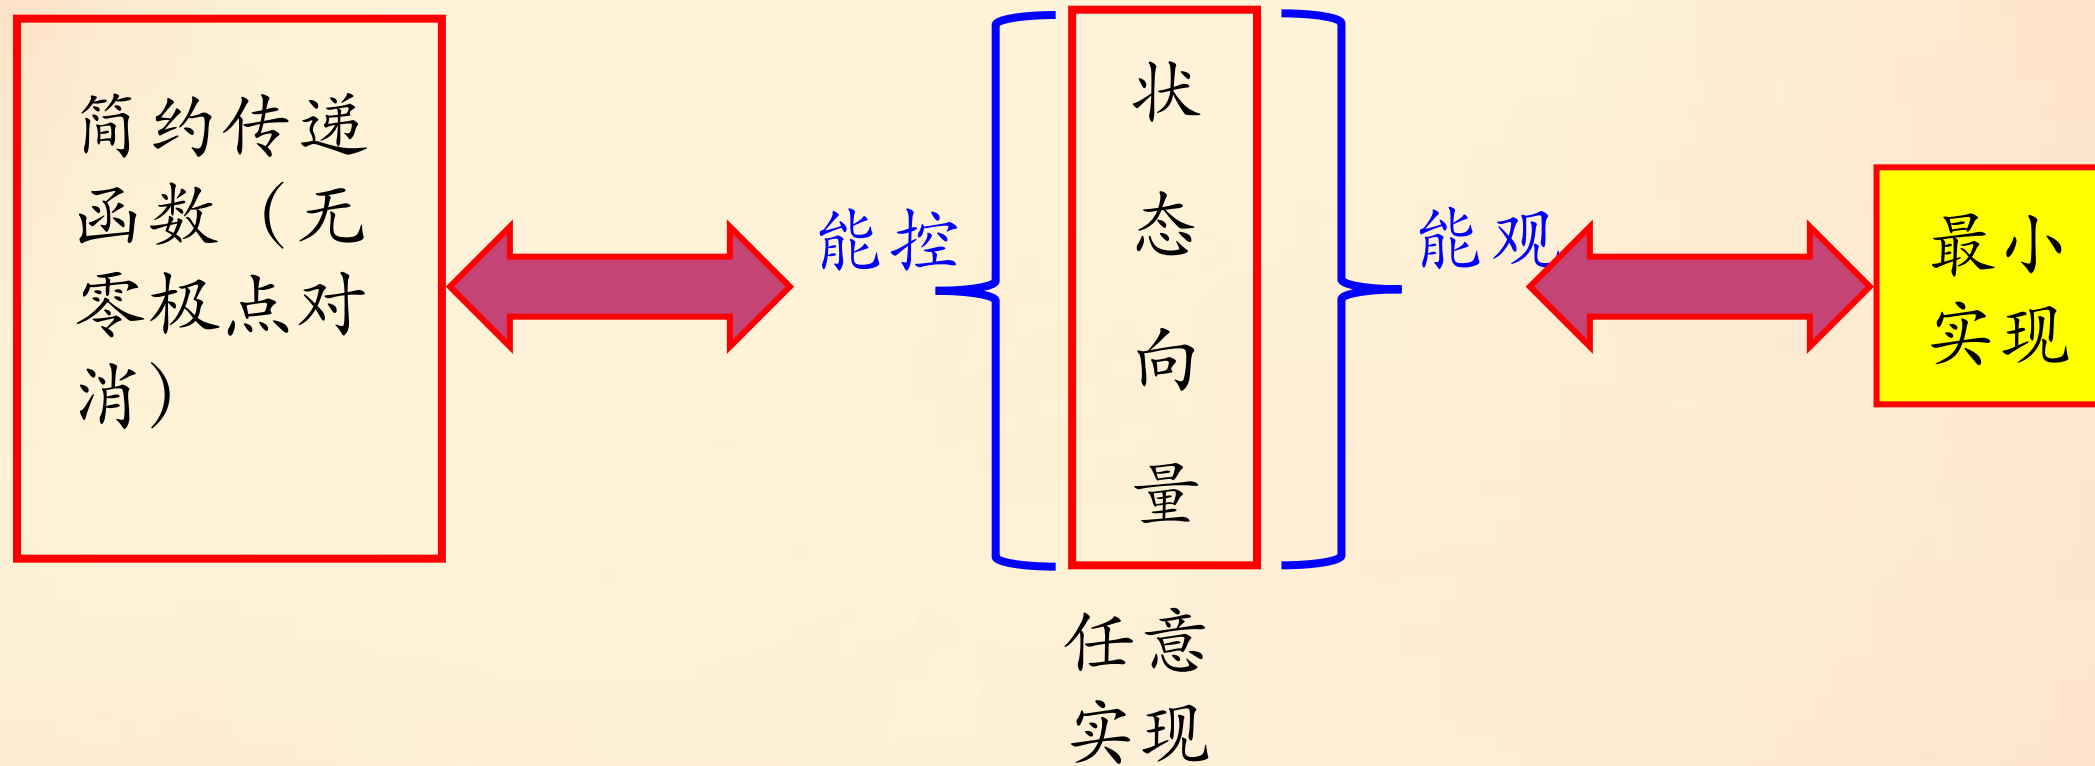 简约传递
函数（无
零极点对
消）
能控
状
态
向
量
任意
实现
能观
最小
实现